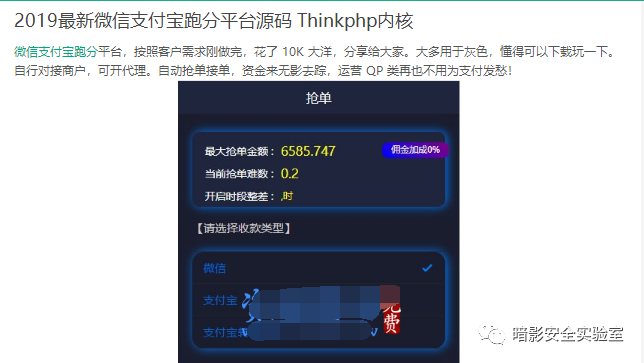 2019最新微信支付宝跑分平台源码 Thinkphp内核
微信支付宝跑分平台，按照客户需求刚做完，花了 10K 大洋，分享给大家。大多用于灰色，懂得可以下载玩一下。
自行对接商户，可开代理。自动抢单接单，资金来无影去踪，运营 QP 类再也不用为支付发愁！
抢单
最大抢单金额： 6585.747
佣金加成0%
当前抢单难数： 0.2
开启时段整差： ,时
【请选择收款类型】
微信
支付宝
支付宝
免费
暗影安全实验室